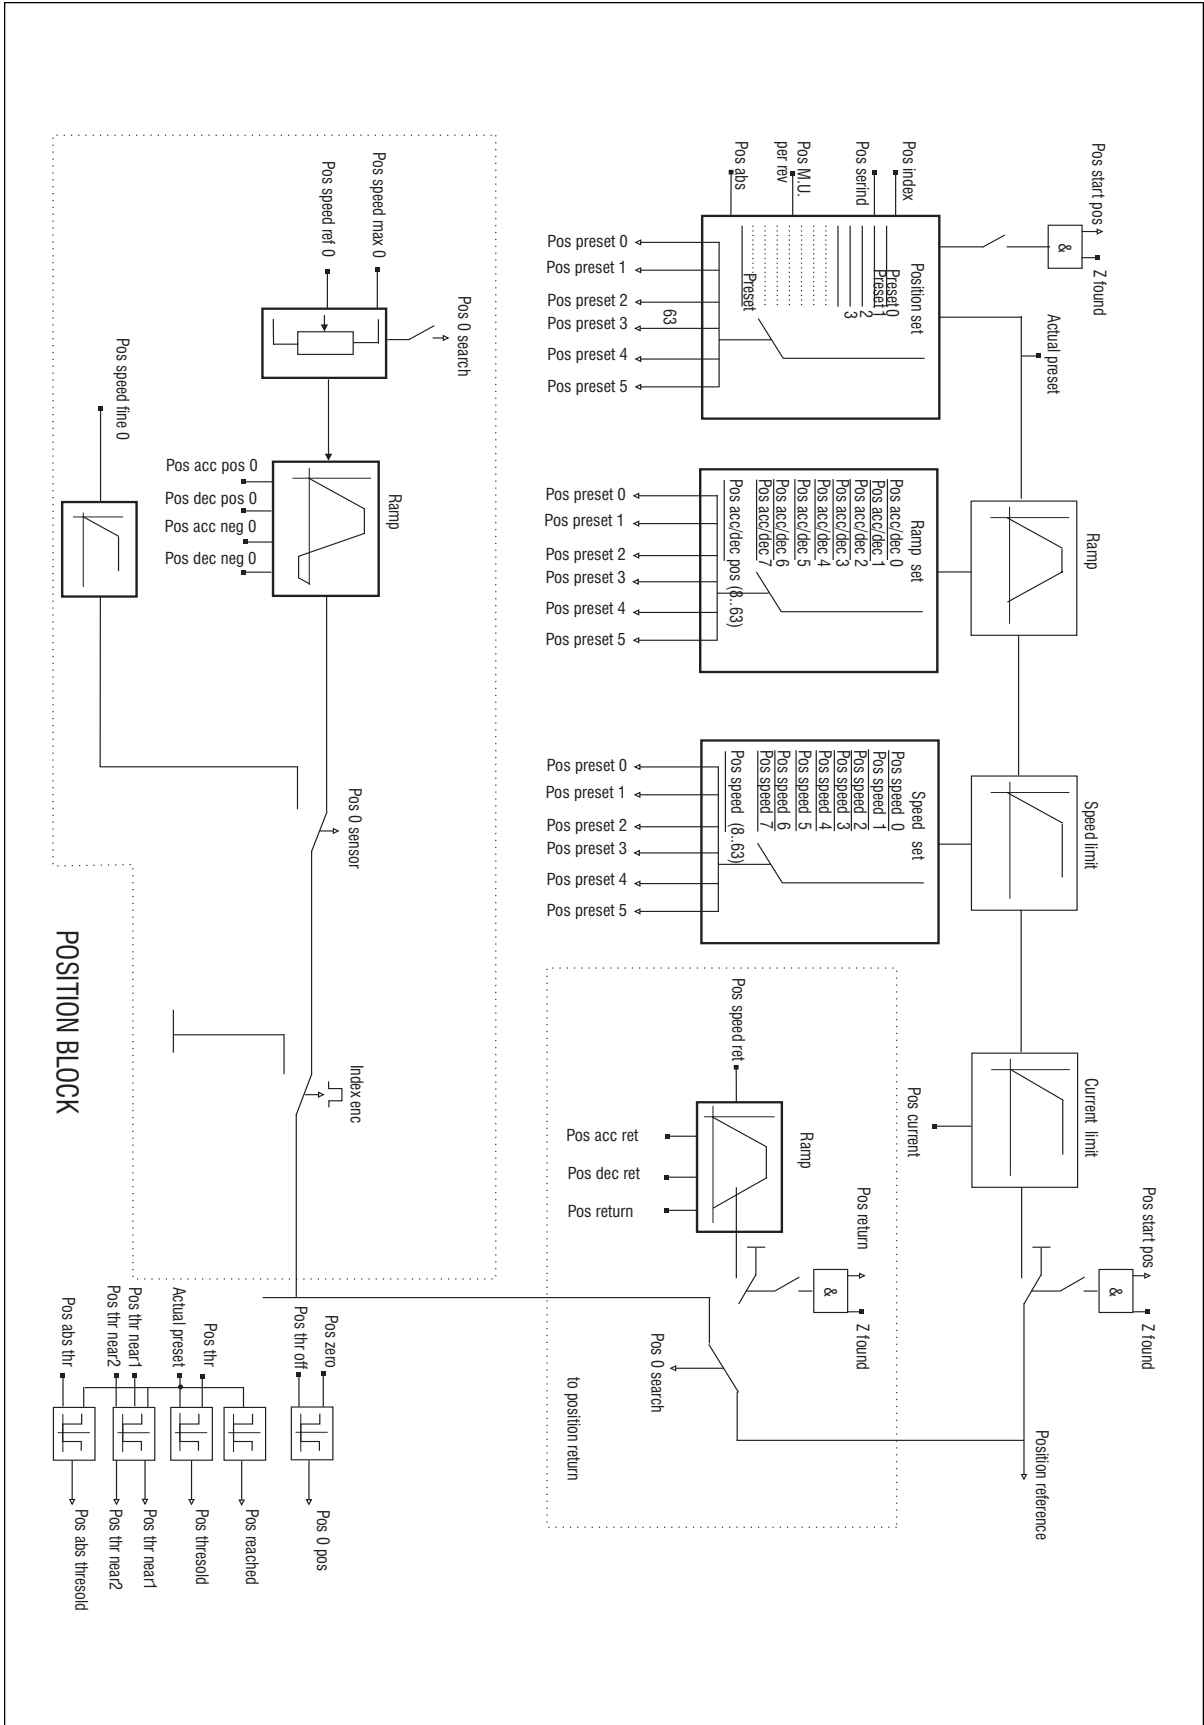 Pos start pos
Z found
&
Actual preset
Pos index
Pos serind
Pos M.U.
per rev
Pos abs
Position set
Preset 0
Preset 1
2
3
Preset
63
Pos preset 0
Pos preset 1
Pos preset 2
Pos preset 3
Pos preset 4
Pos preset 5
Ramp
Ramp set
Pos acc/dec 0
Pos acc/dec 1
Pos acc/dec 2
Pos acc/dec 3
Pos acc/dec 4
Pos acc/dec 5
Pos acc/dec 6
Pos acc/dec 7
Pos acc/dec pos (8..63)
Pos preset 0
Pos preset 1
Pos preset 2
Pos preset 3
Pos preset 4
Pos preset 5
Speed limit
Speed set
Pos speed 0
Pos speed 1
Pos speed 2
Pos speed 3
Pos speed 4
Pos speed 5
Pos speed 6
Pos speed 7
Pos speed (8..63)
Pos preset 0
Pos preset 1
Pos preset 2
Pos preset 3
Pos preset 4
Pos preset 5
Current limit
Pos current
Pos start pos
Z found
&
Position reference
Pos speed ret
Ramp
Pos acc ret
Pos dec ret
Pos return
Pos return
Z found
&
Pos 0 search
to position return
Pos speed max 0
Pos speed ref 0
Pos 0 search
Pos speed fine 0
Ramp
Pos acc pos 0
Pos dec pos 0
Pos acc neg 0
Pos dec neg 0
Pos 0 sensor
Index enc
Pos zero
Pos thr off
Pos 0 pos
Pos thr
Actual preset
Pos thr near1
Pos thr near2
Pos abs thr
Pos reached
Pos thresold
Pos thr near1
Pos thr near2
Pos abs thresold
POSITION BLOCK